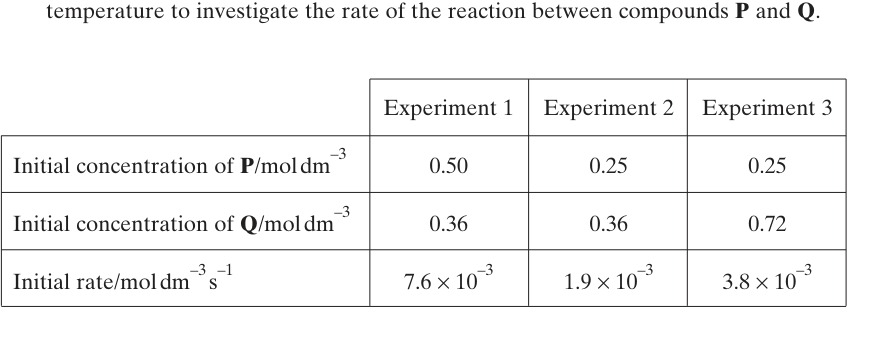 temperature to investigate the rate of the reaction between compounds P and Q.
Experiment 1 Experiment 2 Experiment 3
Initial concentration of P/mol dm⁻³ 0.50 0.25 0.25
Initial concentration of Q/mol dm⁻³ 0.36 0.36 0.72
Initial rate/mol dm⁻³ s⁻¹ 7.6 × 10⁻³ 1.9 × 10⁻³ 3.8 × 10⁻³